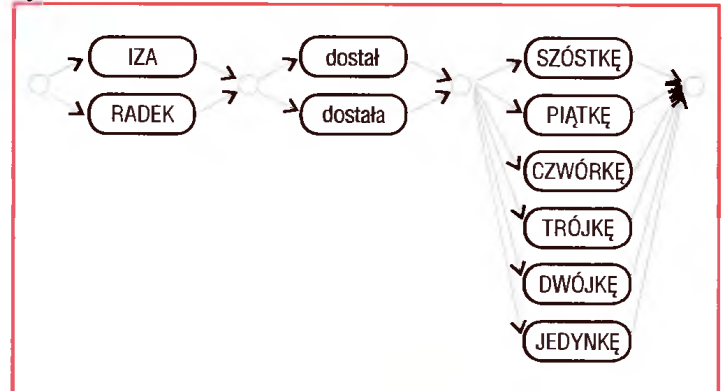 IZA dostał SZÓSTKĘ
RADEK dostała PIĄTKĘ
CZWÓRKĘ
TRÓJKĘ
DWÓJKĘ
JEDYNKĘ